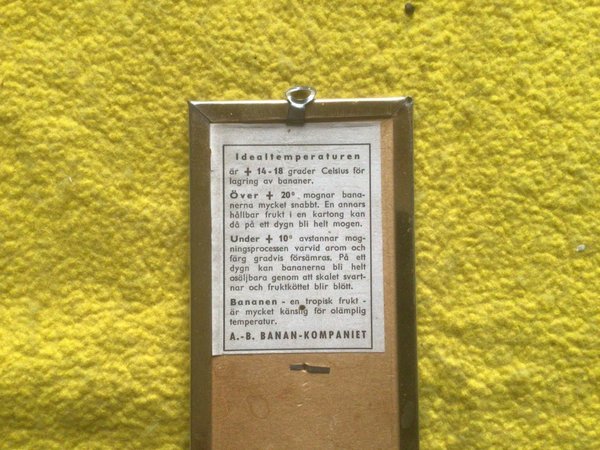 Idealtemperaturen
är + 14-18 grader Celsius för
lagring av bananer.
Över + 20° mognar bana-
nerna mycket snabbt. En annars
hållbar frukt i en kartong kan
då på ett dygn bli helt mogen.
Under + 10° avstannar mog-
ningsprocessen varvid arom och
färg gradvis försämras. På ett
dygn kan bananerna bli helt
osäljbara genom att skalet svart-
nar och fruktköttet blir blött.
Bananen - en tropisk frukt -
är mycket känslig för olämplig
temperatur.
A.-B. BANAN-KOMPANIET